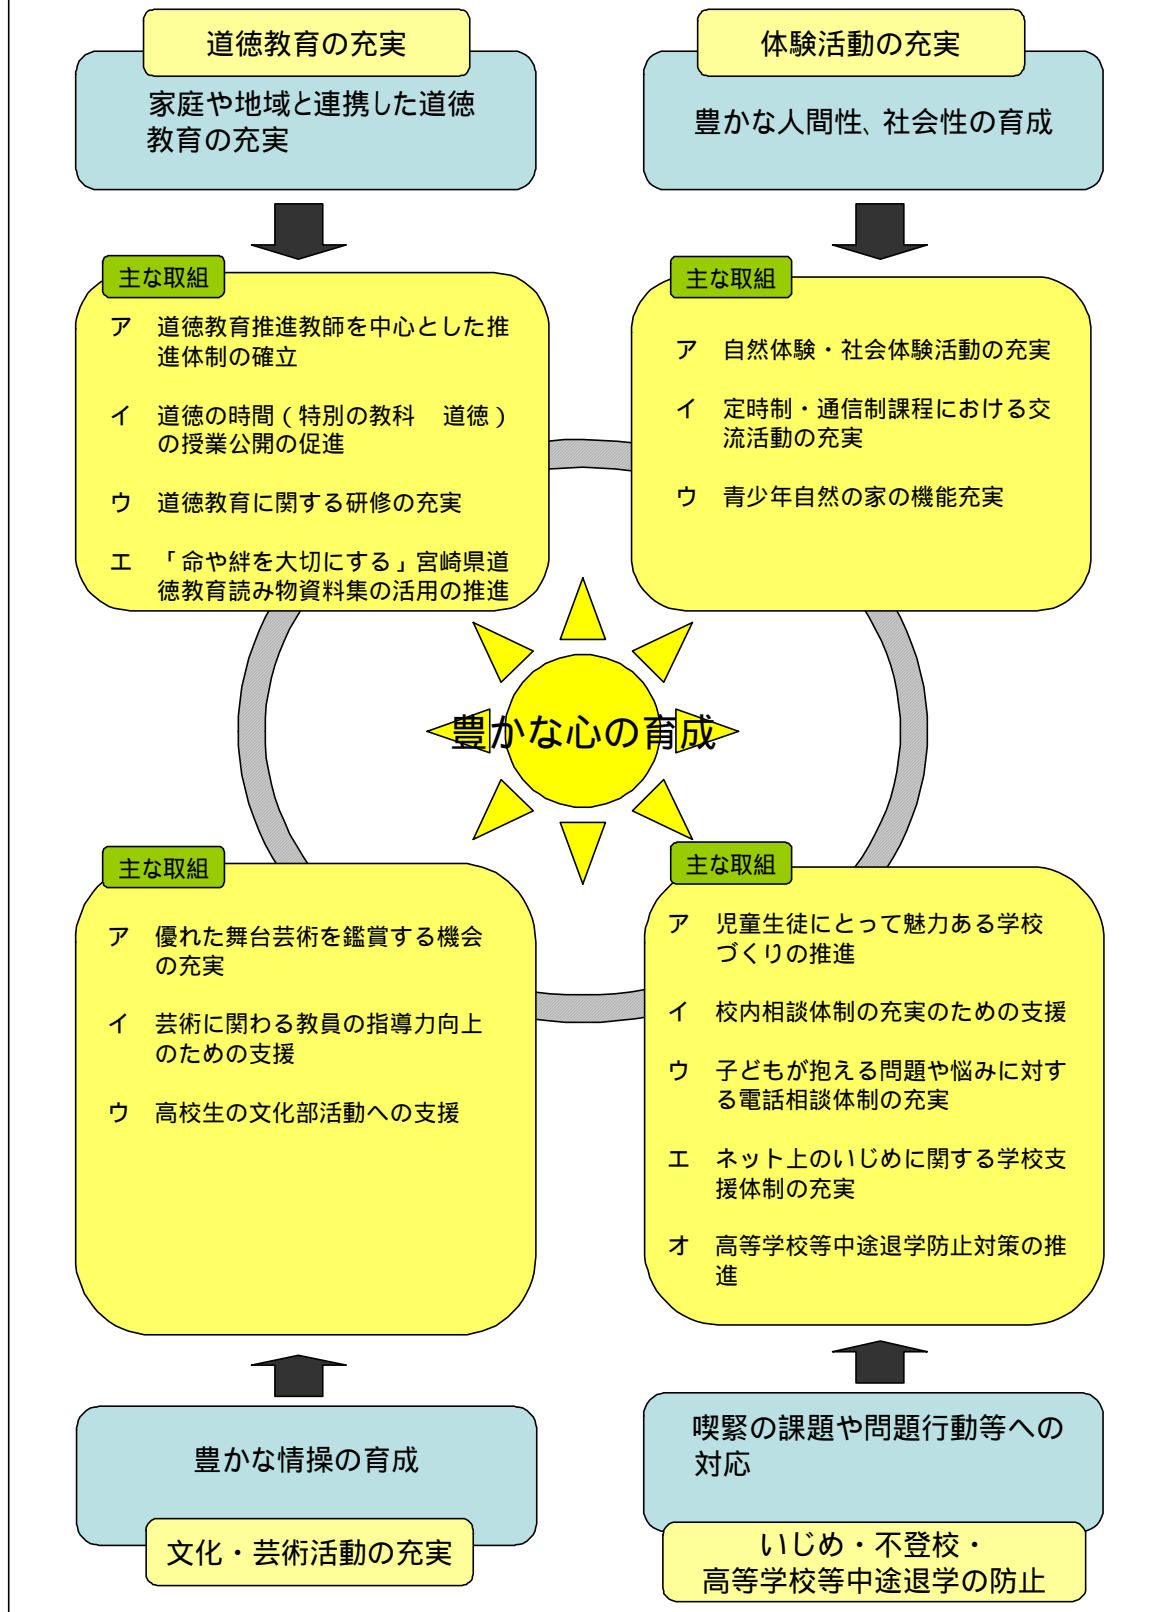 道徳教育の充実
家庭や地域と連携した道徳
教育の充実
体験活動の充実
豊かな人間性、社会性の育成
主な取組
ア 道徳教育推進教師を中心とした推
進体制の確立
イ 道徳の時間(特別の教科 道徳)
の授業公開の促進
ウ 道徳教育に関する研修の充実
エ 「命や絆を大切にする」宮崎県道
徳教育読み物資料集の活用の推進
主な取組
ア 自然体験・社会体験活動の充実
イ 定時制・通信制課程における交
流活動の充実
ウ 青少年自然の家の機能充実
豊かな心の育成
主な取組
ア 優れた舞台芸術を鑑賞する機会
の充実
イ 芸術に関わる教員の指導力向上
のための支援
ウ 高校生の文化部活動への支援
主な取組
ア 児童生徒にとって魅力ある学校
づくりの推進
イ 校内相談体制の充実のための支援
ウ 子どもが抱える問題や悩みに対す
る電話相談体制の充実
エ ネット上のいじめに関する学校支
援体制の充実
オ 高等学校等中途退学防止対策の推
進
豊かな情操の育成
文化・芸術活動の充実
喫緊の課題や問題行動等への
対応
いじめ・不登校・
高等学校等中途退学の防止